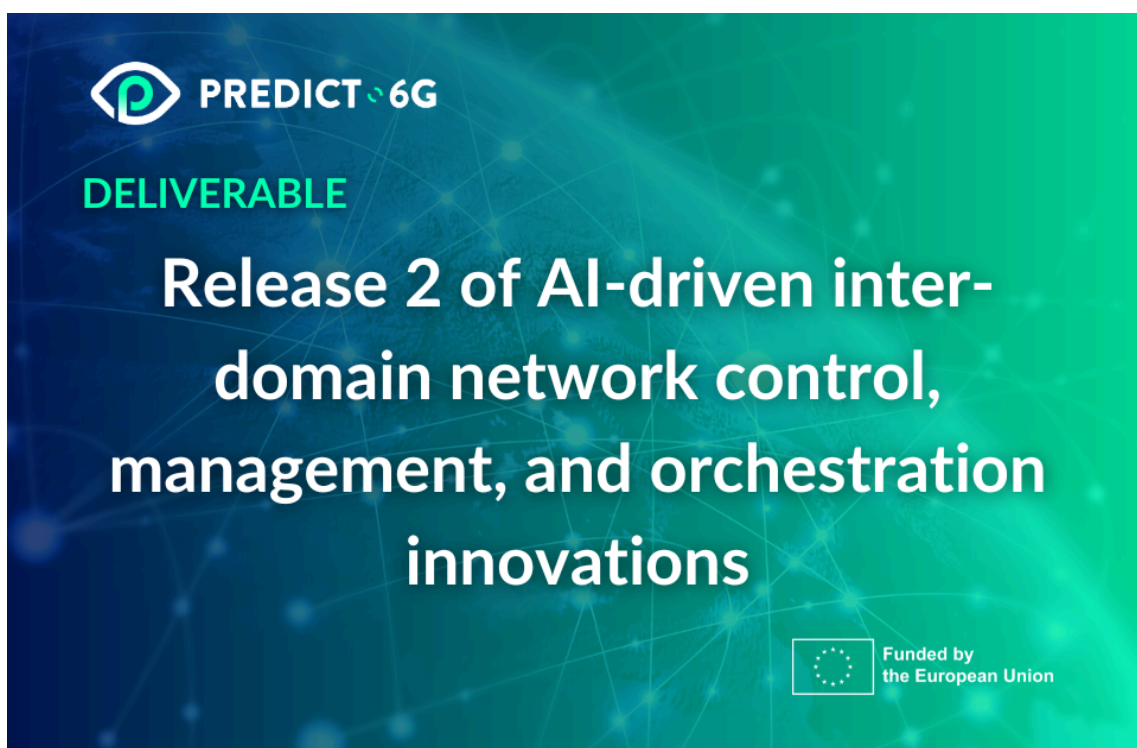 PREDICT 6G
DELIVERABLE
Release 2 of AI-driven inter-
domain network control,
management, and orchestration
innovations
Funded by
the European Union